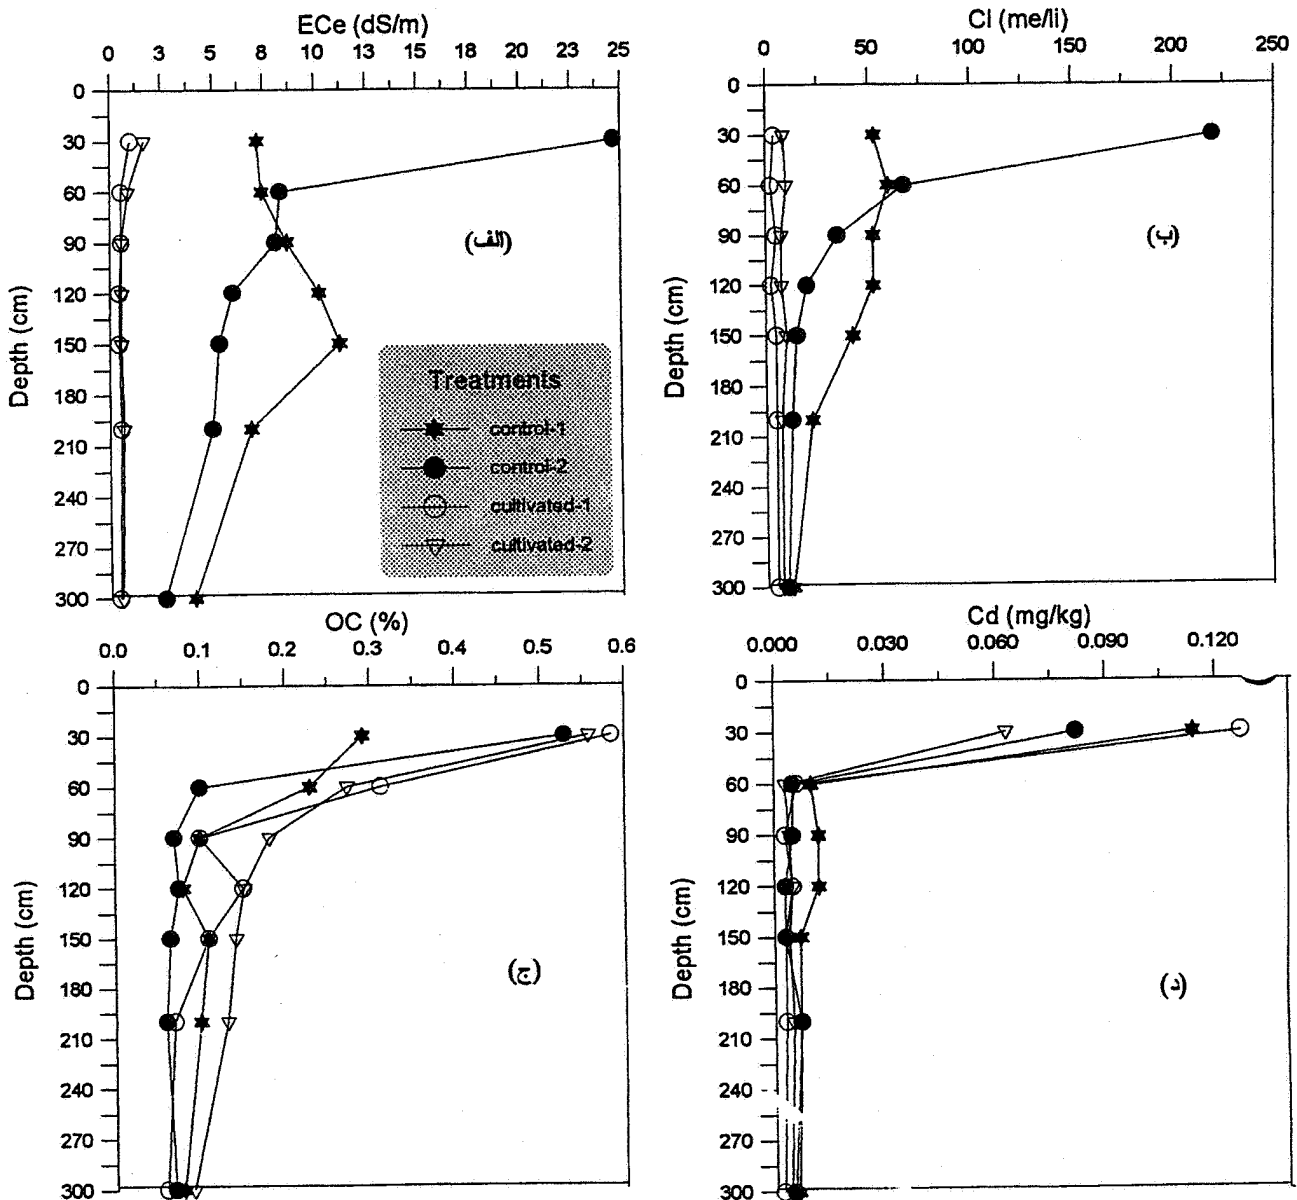 ECe (dS/m)
0 3 5 8 10 13 15 18 20 23 25
0
30
60
90
120
150
180
210
240
270
300
Depth (cm)
(الف)
Treatments
control-1
control-2
cultivated-1
cultivated-2
Cl (me/li)
0 50 100 150 200 250
0
30
60
90
120
150
180
210
240
270
300
Depth (cm)
(ب)
OC (%)
0.0 0.1 0.2 0.3 0.4 0.5 0.6
0
30
60
90
120
150
180
210
240
270
300
Depth (cm)
(ج)
Cd (mg/kg)
0.000 0.030 0.060 0.090 0.120
0
30
60
90
120
150
180
210
240
270
300
Depth (cm)
(د)